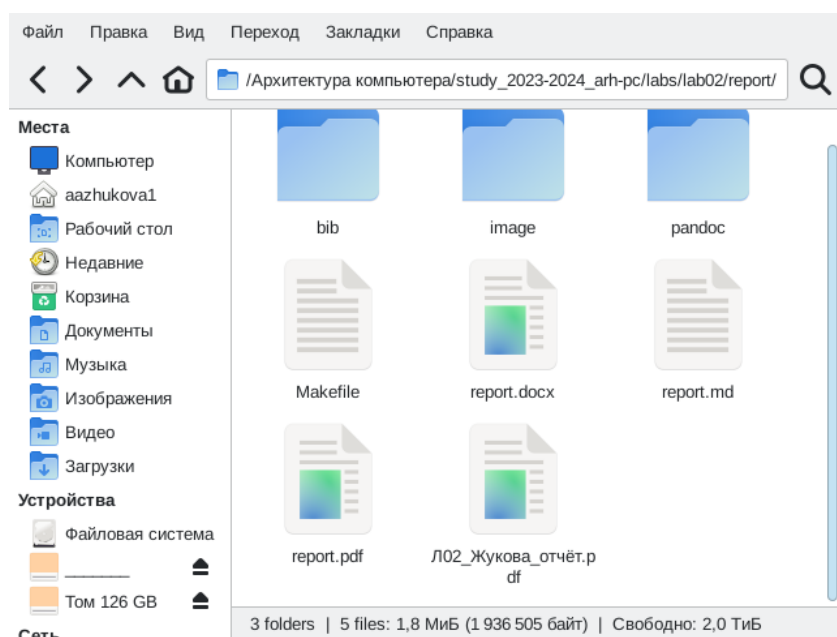 Файл Правка Вид Переход Закладки Справка
/Архитектура компьютера/study_2023-2024_arh-pc/labs/lab02/report/
Места
Компьютер
aazhukova1
Рабочий стол
Недавние
Корзина
Документы
Музыка
Изображения
Видео
Загрузки
Устройства
Файловая система
_______
Том 126 GB
Сеть
bib image pandoc
Makefile report.docx report.md
report.pdf Л02_Жукова_отчёт.p
df
3 folders | 5 files: 1,8 МиБ (1 936 505 байт) | Свободно: 2,0 ТиБ